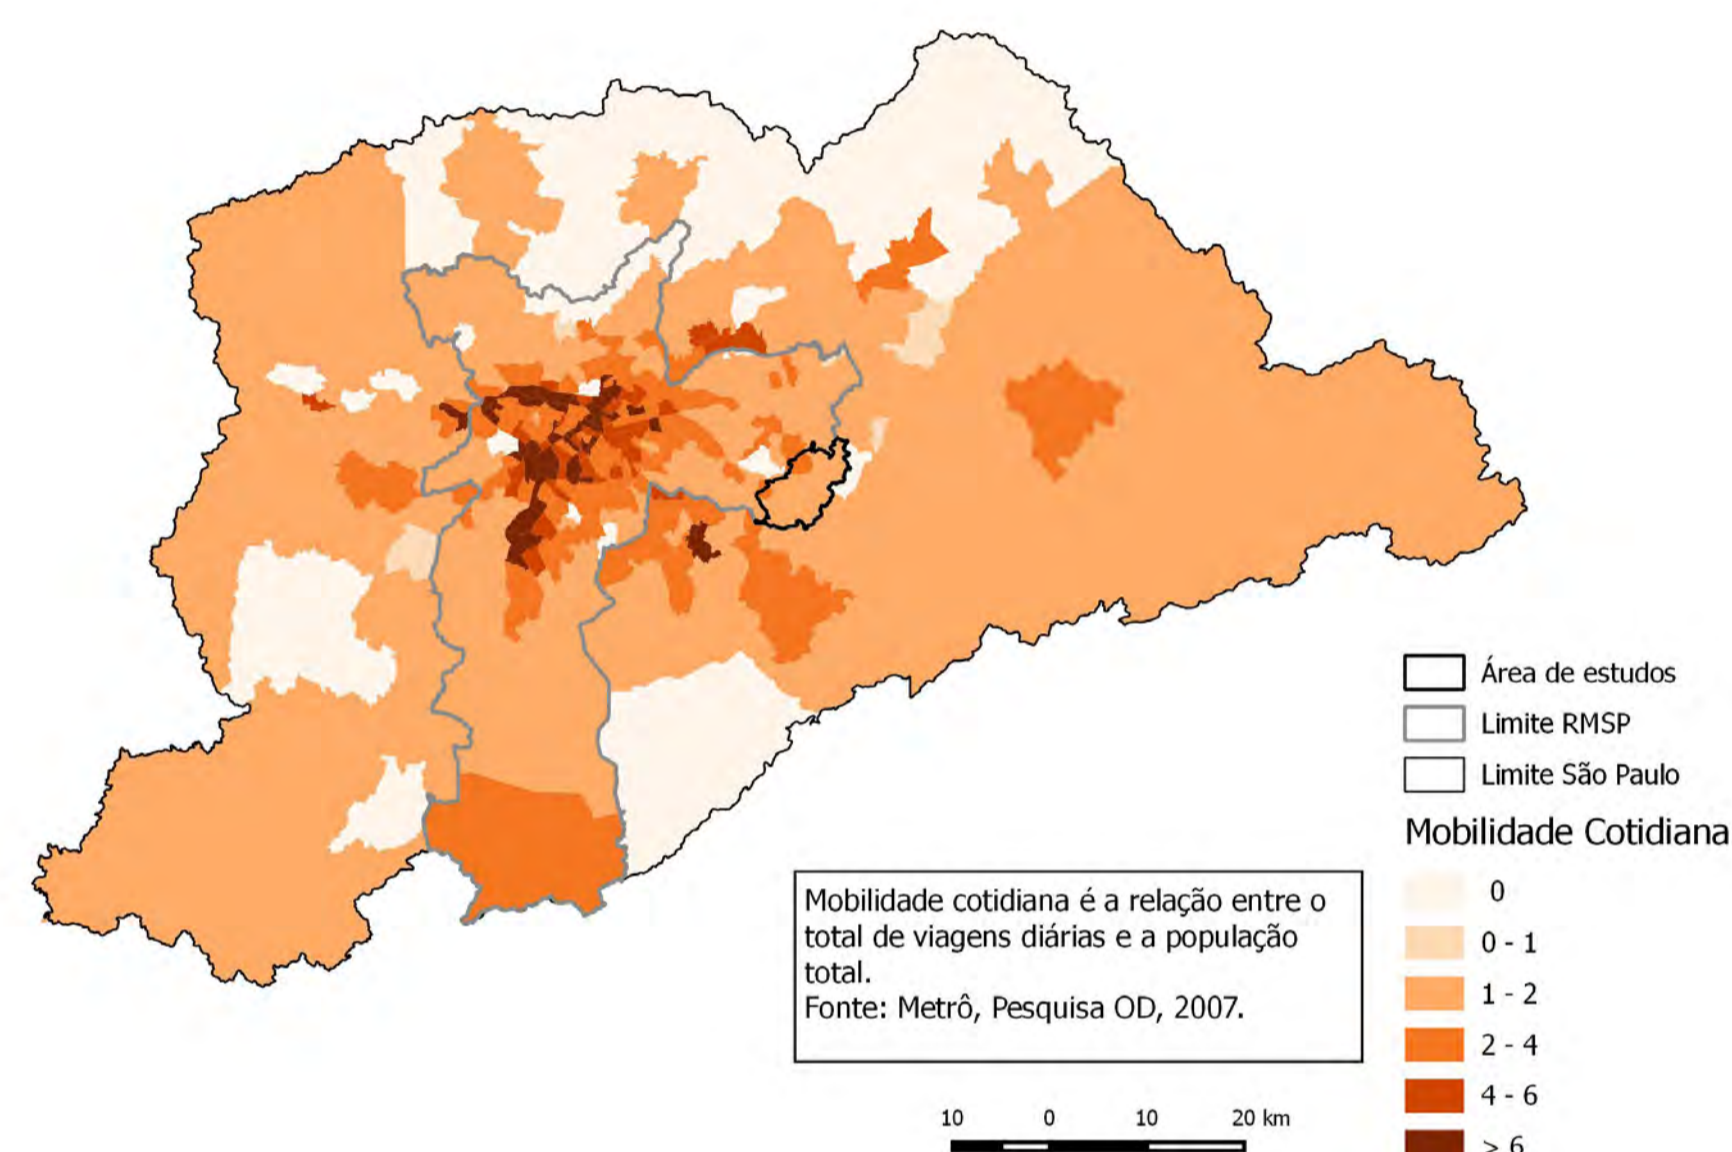 Área de estudos
Limite RMSP
Limite São Paulo
Mobilidade Cotidiana
0
0 - 1
1 - 2
2 - 4
4 - 6
> 6
Mobilidade cotidiana é a relação entre o
total de viagens diárias e a população
total.
Fonte: Metrô, Pesquisa OD, 2007.
10 0 10 20 km